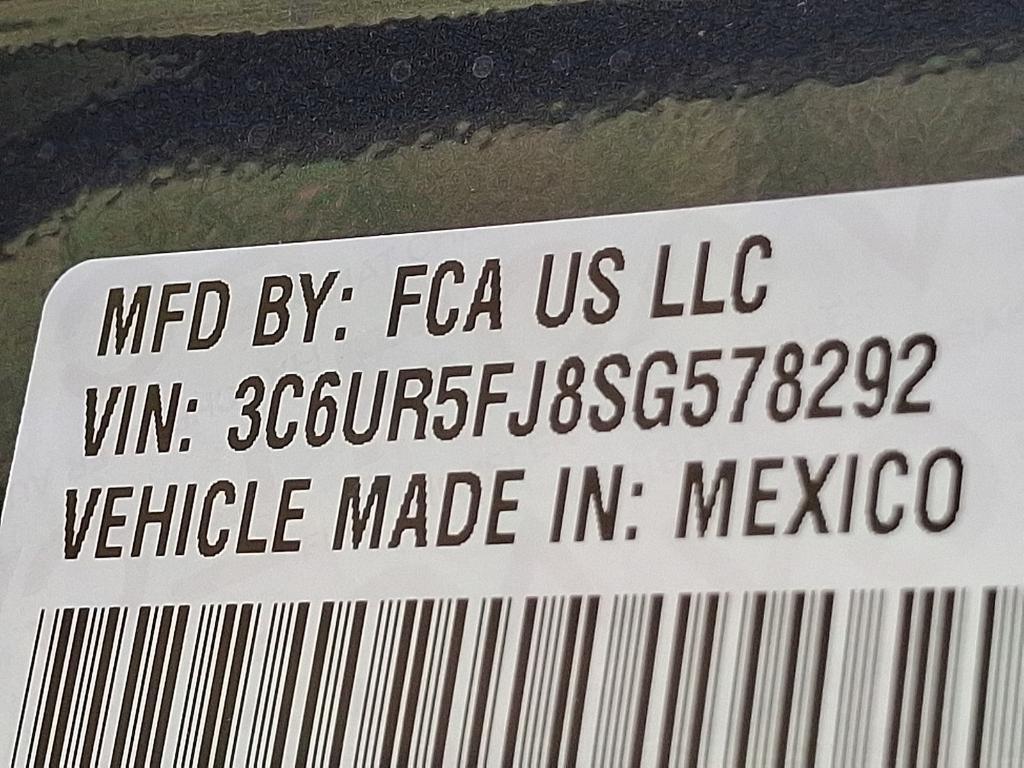 MFD BY: FCA US LLC
VIN: 3C6UR5FJ8SG578292
VEHICLE MADE IN: MEXICO